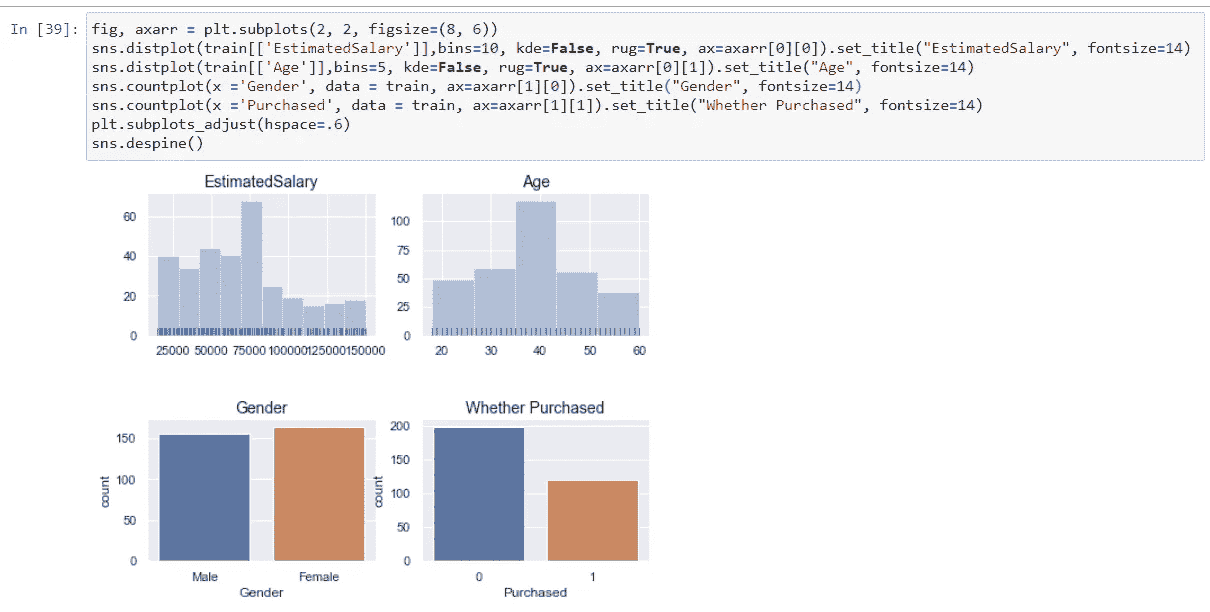 In [39]: fig, axarr = plt.subplots(2, 2, figsize=(8, 6))
sns.distplot(train[['EstimatedSalary']],bins=10, kde=False, rug=True, ax=axarr[0][0]).set_title("EstimatedSalary", fontsize=14)
sns.distplot(train[['Age']],bins=5, kde=False, rug=True, ax=axarr[0][1]).set_title("Age", fontsize=14)
sns.countplot(x ='Gender', data = train, ax=axarr[1][0]).set_title("Gender", fontsize=14)
sns.countplot(x ='Purchased', data = train, ax=axarr[1][1]).set_title("Whether Purchased", fontsize=14)
plt.subplots_adjust(hspace=.6)
sns.despine()
EstimatedSalary
60
40
20
0
25000 50000 75000 100000125000150000
Age
100
75
50
25
0
20 30 40 50 60
Gender
count
150
100
50
0
Male Female
Gender
Whether Purchased
count
200
150
100
50
0
0 1
Purchased